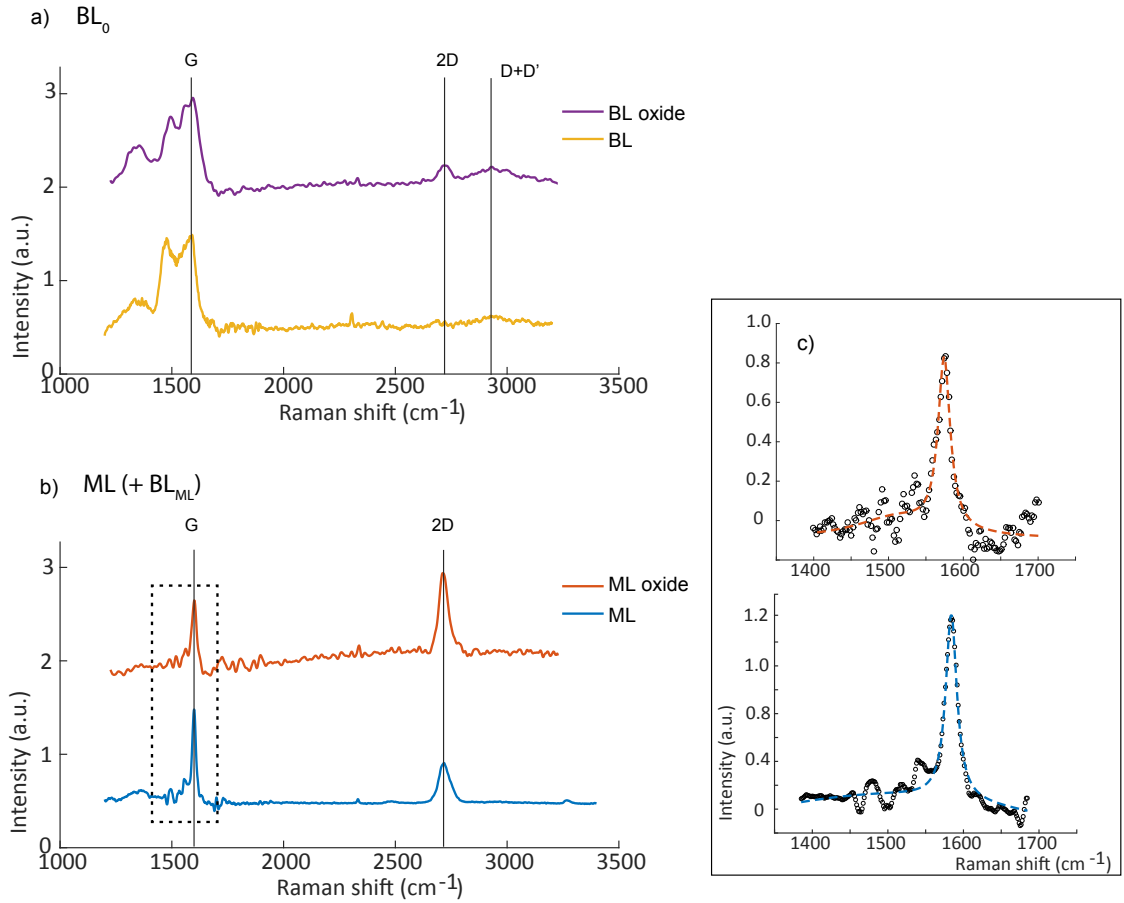 a) BL₀
G
2D
D+D'
BL oxide
BL
3
2
1
0
Intensity (a.u.)
1000 1500 2000 2500 3000 3500
Raman shift (cm⁻¹)
b) ML (+ BL_ML)
G
2D
ML oxide
ML
3
2
1
0
Intensity (a.u.)
1000 1500 2000 2500 3000 3500
Raman shift (cm⁻¹)
c)
1.0
0.8
0.6
0.4
0.2
0
1400 1500 1600 1700
1.2
1.0
0.8
0.4
0.2
0
Intensity (a.u.)
1400 1500 1600 1700
Raman shift (cm⁻¹)